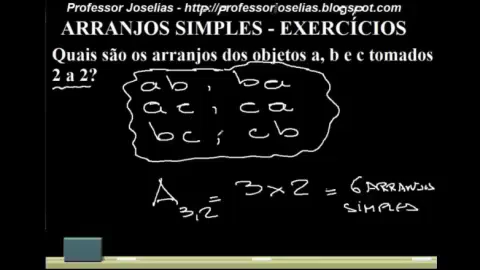 Professor Joselias - http://professorjoselias.blogspot.com
ARRANJOS SIMPLES - EXERCÍCIOS
Quais são os arranjos dos objetos a, b e c tomados
2 a 2?
ab, ba
ac, ca
bc; cb
A3,2 = 3 × 2 = 6 ARRANJOS
SIMPLES